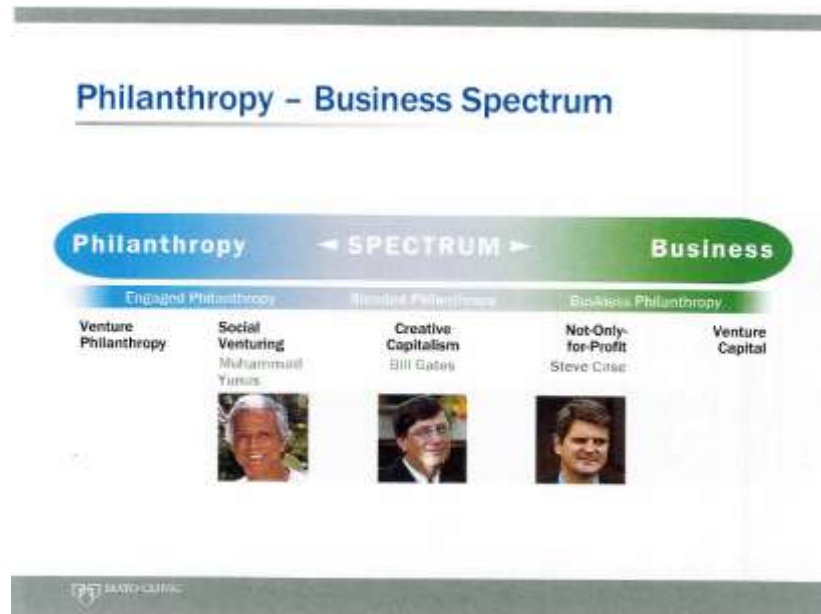 Philanthropy – Business Spectrum
Philanthropy ◄ SPECTRUM ► Business
Engaged Philanthropy Blended Philanthropy Business Philanthropy
Venture
Philanthropy
Social
Venturing
Muhammad
Yunus
Creative
Capitalism
Bill Gates
Not-Only-
for-Profit
Steve Case
Venture
Capital
MAYO CLINIC